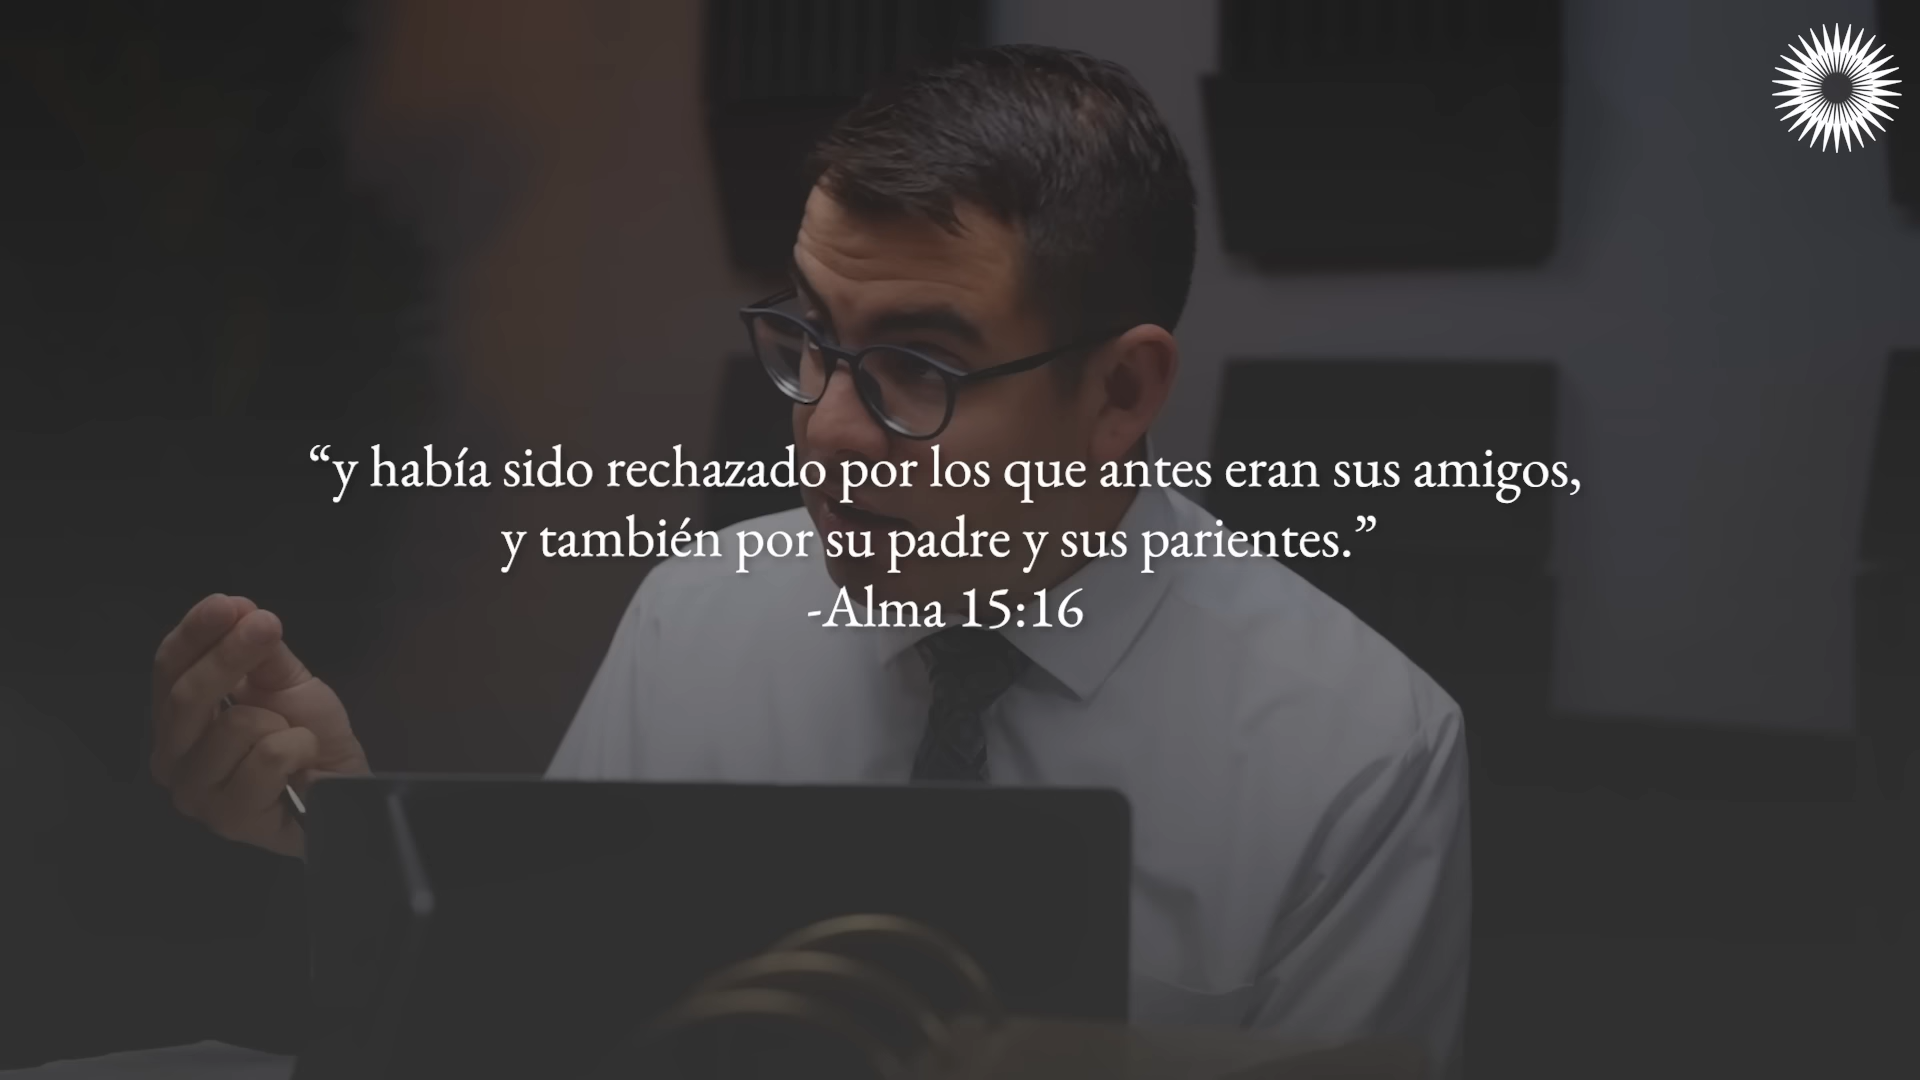 “y había sido rechazado por los que antes eran sus amigos,
y también por su padre y sus parientes.”
-Alma 15:16